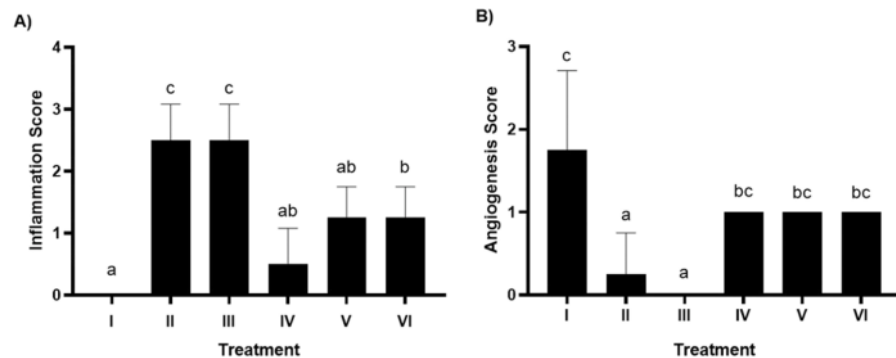 A)
Inflammation Score
4
3
2
1
0
a
c
c
ab
ab
b
I II III IV V VI
Treatment
B)
Angiogenesis Score
3
2
1
0
c
a
a
bc
bc
bc
I II III IV V VI
Treatment